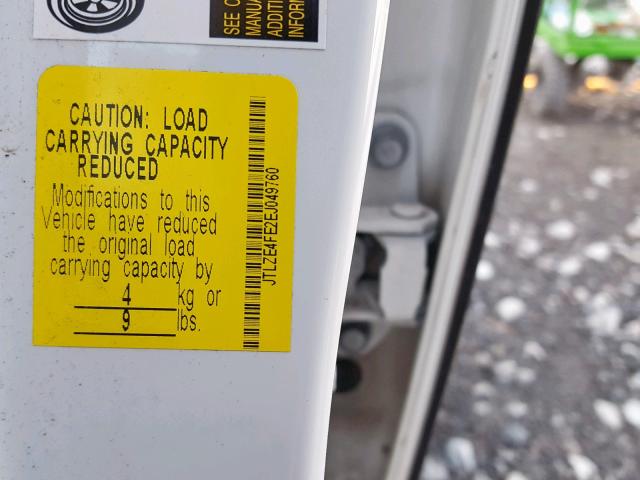 SEE
MANUA
ADDITI
INFORM
CAUTION: LOAD
CARRYING CAPACITY
REDUCED
Modifications to this
Vehicle have reduced
the original load
carrying capacity by
4 kg or
9 lbs.
JTLZE4FE2EJ049760